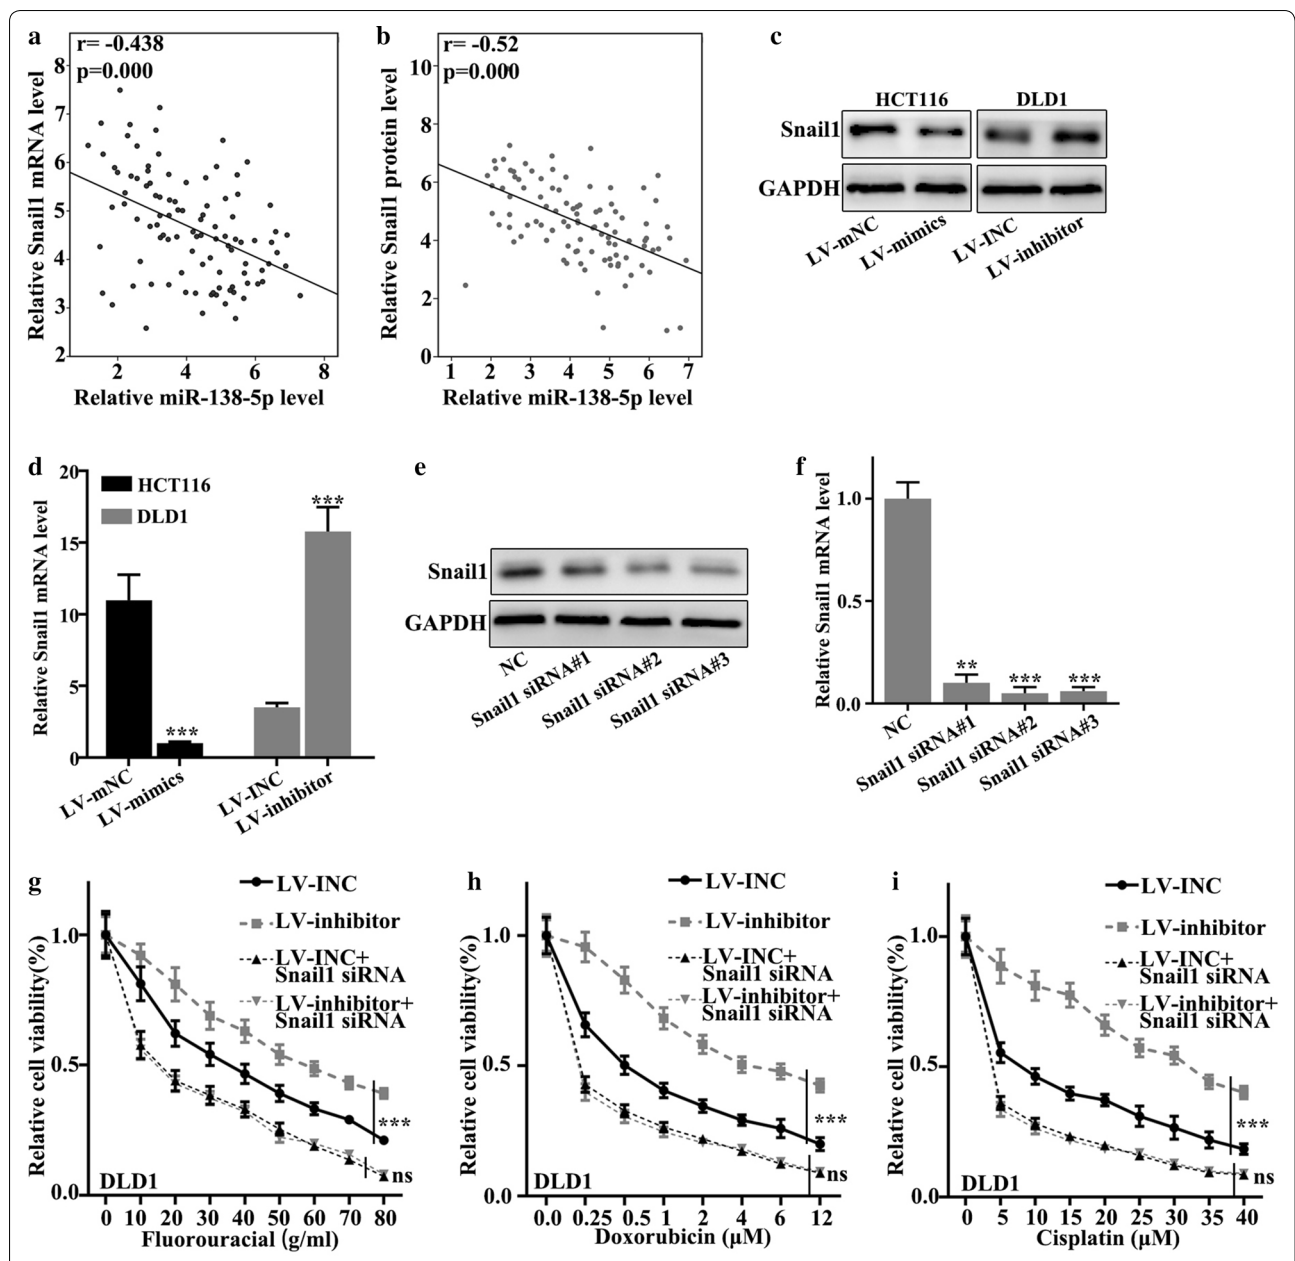 a
r= -0.438
p=0.000
Relative Snail1 mRNA level
8
7
6
5
4
3
2
2 4 6 8
Relative miR-138-5p level
b
r= -0.52
p=0.000
Relative Snail1 protein level
10
10
8
6
4
2
0
1 2 3 4 5 6 7
Relative miR-138-5p level
c
HCT116 DLD1
Snail1
GAPDH
LV-mNC LV-mimics LV-INC LV-inhibitor
d
HCT116
DLD1
Relative Snail1 mRNA level
20
15
10
5
0
***
***
LV-mNC LV-mimics LV-INC LV-inhibitor
e
Snail1
GAPDH
NC Snail1 siRNA#1 Snail1 siRNA#2 Snail1 siRNA#3
f
Relative Snail1 mRNA level
1.0
0.5
0.0
** *** ***
NC Snail1 siRNA#1 Snail1 siRNA#2 Snail1 siRNA#3
g
LV-INC
LV-inhibitor
LV-INC+
Snail1 siRNA
LV-inhibitor+
Snail1 siRNA
Relative cell viability(%)
1.0
0.5
0.0
***
ns
DLD1
0 10 20 30 40 50 60 70 80
Fluorouracial (g/ml)
h
LV-INC
LV-inhibitor
LV-INC+
Snail1 siRNA
LV-inhibitor+
Snail1 siRNA
Relative cell viability(%)
1.0
0.5
0.0
***
ns
DLD1
0.0 0.25 0.5 1 2 4 6 12
Doxorubicin (μM)
i
LV-INC
LV-inhibitor
LV-INC+
Snail1 siRNA
LV-inhibitor+
Snail1 siRNA
Relative cell viability(%)
1.0
0.5
0.0
***
ns
DLD1
0 5 10 15 20 25 30 35 40
Cisplatin (μM)